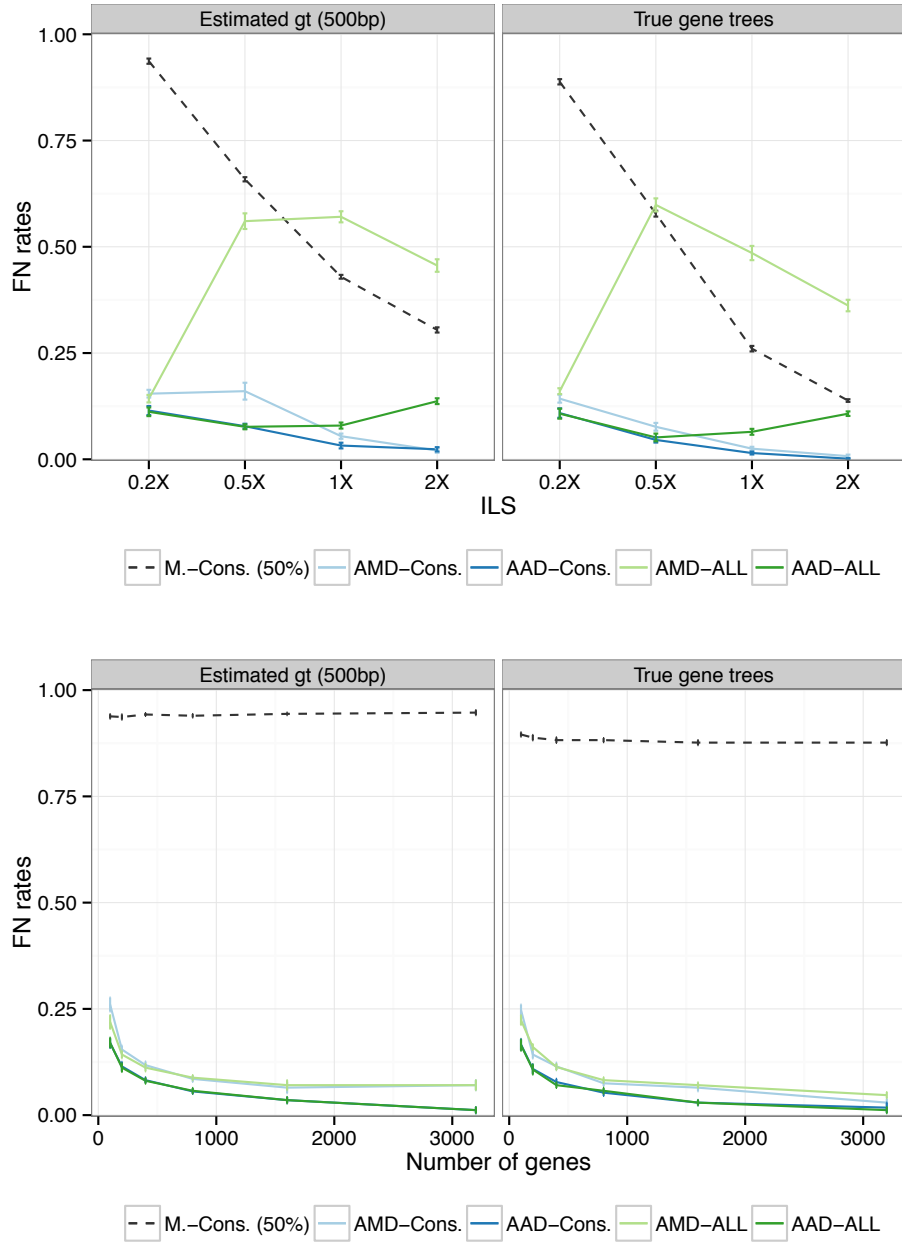 Estimated gt (500bp) True gene trees
1.00
0.75
0.50
0.25
0.00
FN rates
0.2X 0.5X 1X 2X 0.2X 0.5X 1X 2X
ILS
M.−Cons. (50%) AMD−Cons. AAD−Cons. AMD−ALL AAD−ALL
Estimated gt (500bp) True gene trees
1.00
0.75
0.50
0.25
0.00
FN rates
0 1000 2000 3000 0 1000 2000 3000
Number of genes
M.−Cons. (50%) AMD−Cons. AAD−Cons. AMD−ALL AAD−ALL